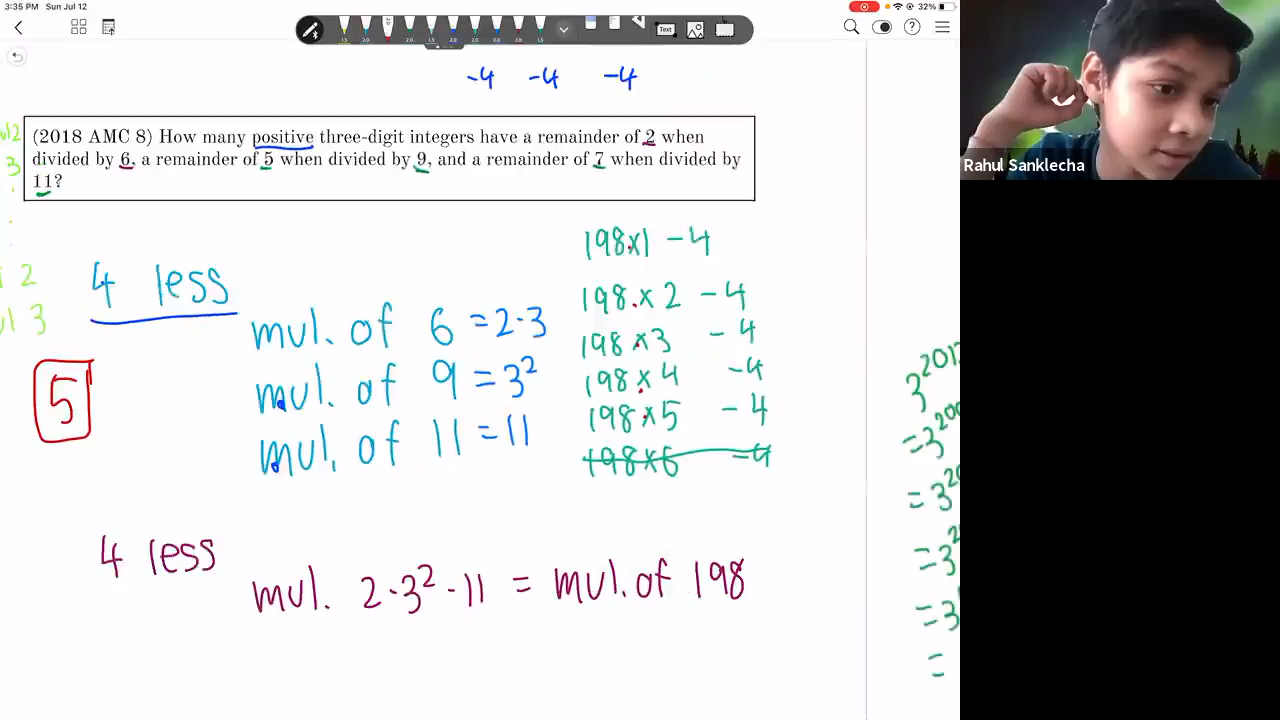 3:35 PM Sun Jul 12
32%
Text
-4 -4 -4
(2018 AMC 8) How many positive three-digit integers have a remainder of 2 when
divided by 6, a remainder of 5 when divided by 9, and a remainder of 7 when divided by
11?
Rahul Sanklecha
4 less
mul. of 6 = 2·3
mul. of 9 = 3²
mul. of 11 = 11
5
198×1 -4
198×2 -4
198×3 -4
198×4 -4
198×5 -4
198×6 -4
4 less
mul. 2·3²·11 = mul. of 198